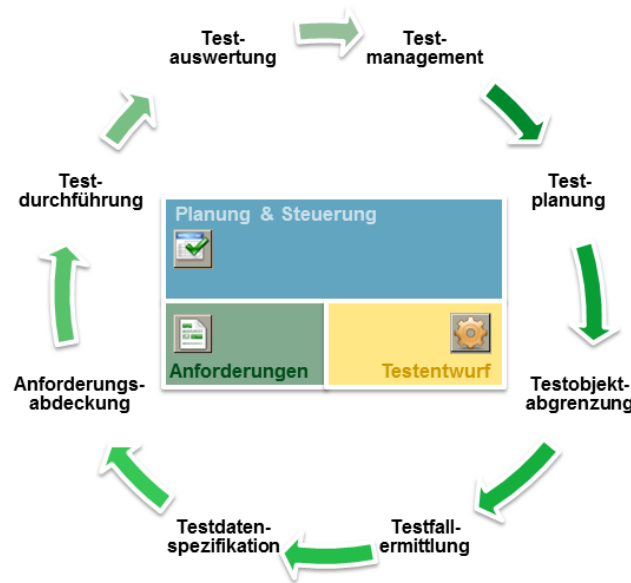 Test-
auswertung
Test-
management
Test-
planung
Testobjekt-
abgrenzung
Testfall-
ermittlung
Testdaten-
spezifikation
Anforderungs-
abdeckung
Test-
durchführung
Planung & Steuerung
Anforderungen
Testentwurf